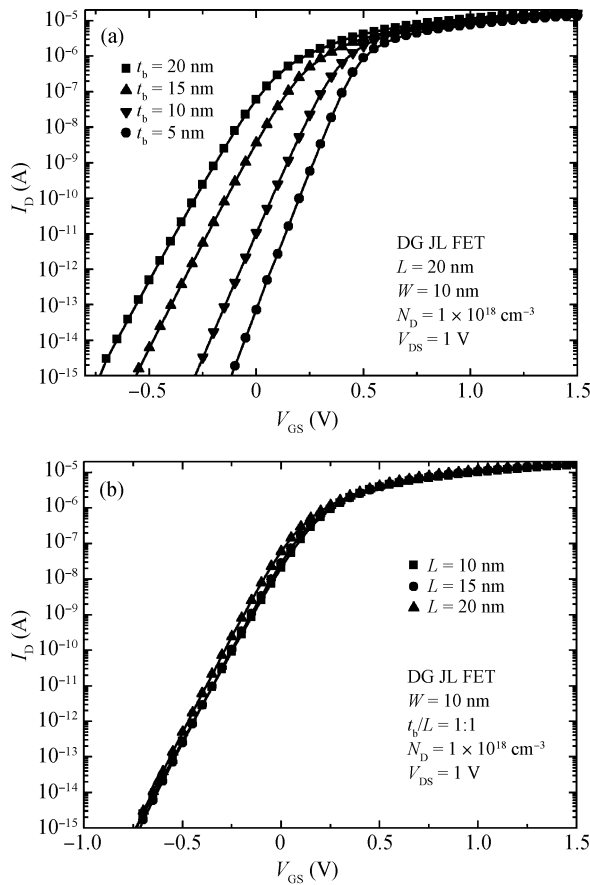 (a)
t_b = 20 nm
t_b = 15 nm
t_b = 10 nm
t_b = 5 nm
DG JL FET
L = 20 nm
W = 10 nm
N_D = 1 × 10^18 cm^−3
V_DS = 1 V
I_D (A)
10^−5
10^−6
10^−7
10^−8
10^−9
10^−10
10^−11
10^−12
10^−13
10^−14
10^−15
−0.5 0 0.5 1.0 1.5
V_GS (V)
(b)
L = 10 nm
L = 15 nm
L = 20 nm
DG JL FET
W = 10 nm
t_b/L = 1:1
N_D = 1 × 10^18 cm^−3
V_DS = 1 V
I_D (A)
10^−5
10^−6
10^−7
10^−8
10^−9
10^−10
10^−11
10^−12
10^−13
10^−14
10^−15
−1.0 −0.5 0 0.5 1.0 1.5
V_GS (V)